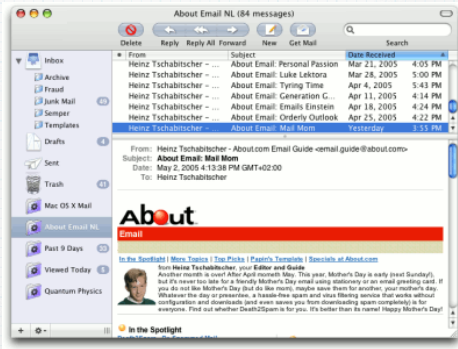 About Email NL (84 messages)
Delete Reply Reply All Forward New Get Mail Search
From Subject Date Received
Inbox
Archive
Fraud
Junk Mail
Semper
Templates
Drafts
Sent
Trash
Mac OS X Mail
About Email NL
Past 9 Days
Viewed Today
Quantum Physics
Heinz Tschabitscher – ... About Email: Personal Passion Mar 21, 2005 4:05 PM
Heinz Tschabitscher – ... About Email: Luke Lektora Mar 28, 2005 5:00 PM
Heinz Tschabitscher – ... About Email: Tyring Time Apr 4, 2005 5:43 PM
Heinz Tschabitscher – ... About Email: Generation G... Apr 11, 2005 4:14 PM
Heinz Tschabitscher – ... About Email: Emails Einstein Apr 18, 2005 4:24 PM
Heinz Tschabitscher – ... About Email: Orderly Outlook Apr 25, 2005 4:22 PM
Heinz Tschabitscher – ... About Email: Mail Mom Yesterday 3:55 PM
From: Heinz Tschabitscher – About.com Email Guide <email.guide@about.com>
Subject: About Email: Mail Mom
Date: May 2, 2005 4:13:38 PM GMT+02:00
To: Heinz Tschabitscher
About
Email
In the Spotlight | More Topics | Top Picks | Papin's Template | Specials at About.com
from Heinz Tschabitscher, your Editor and Guide
Another month is over! After April mometh May. This year, Mother's Day is early (next Sunday!),
but it's never too late for a friendly Mother's Day Email using stationery or an email greeting card. If
you do not like Mother's Day (but do like mom), maybe save them for another, your mother's day.
Whatever the day or presentee, a hassle-free spam and virus filtering service that works without
configuration and downloads (and even saves you from downloading spam completely) is for
everyone. Find out whether Death2Spam is for you. It's better than its name! Happy Mother's Day!
In the Spotlight